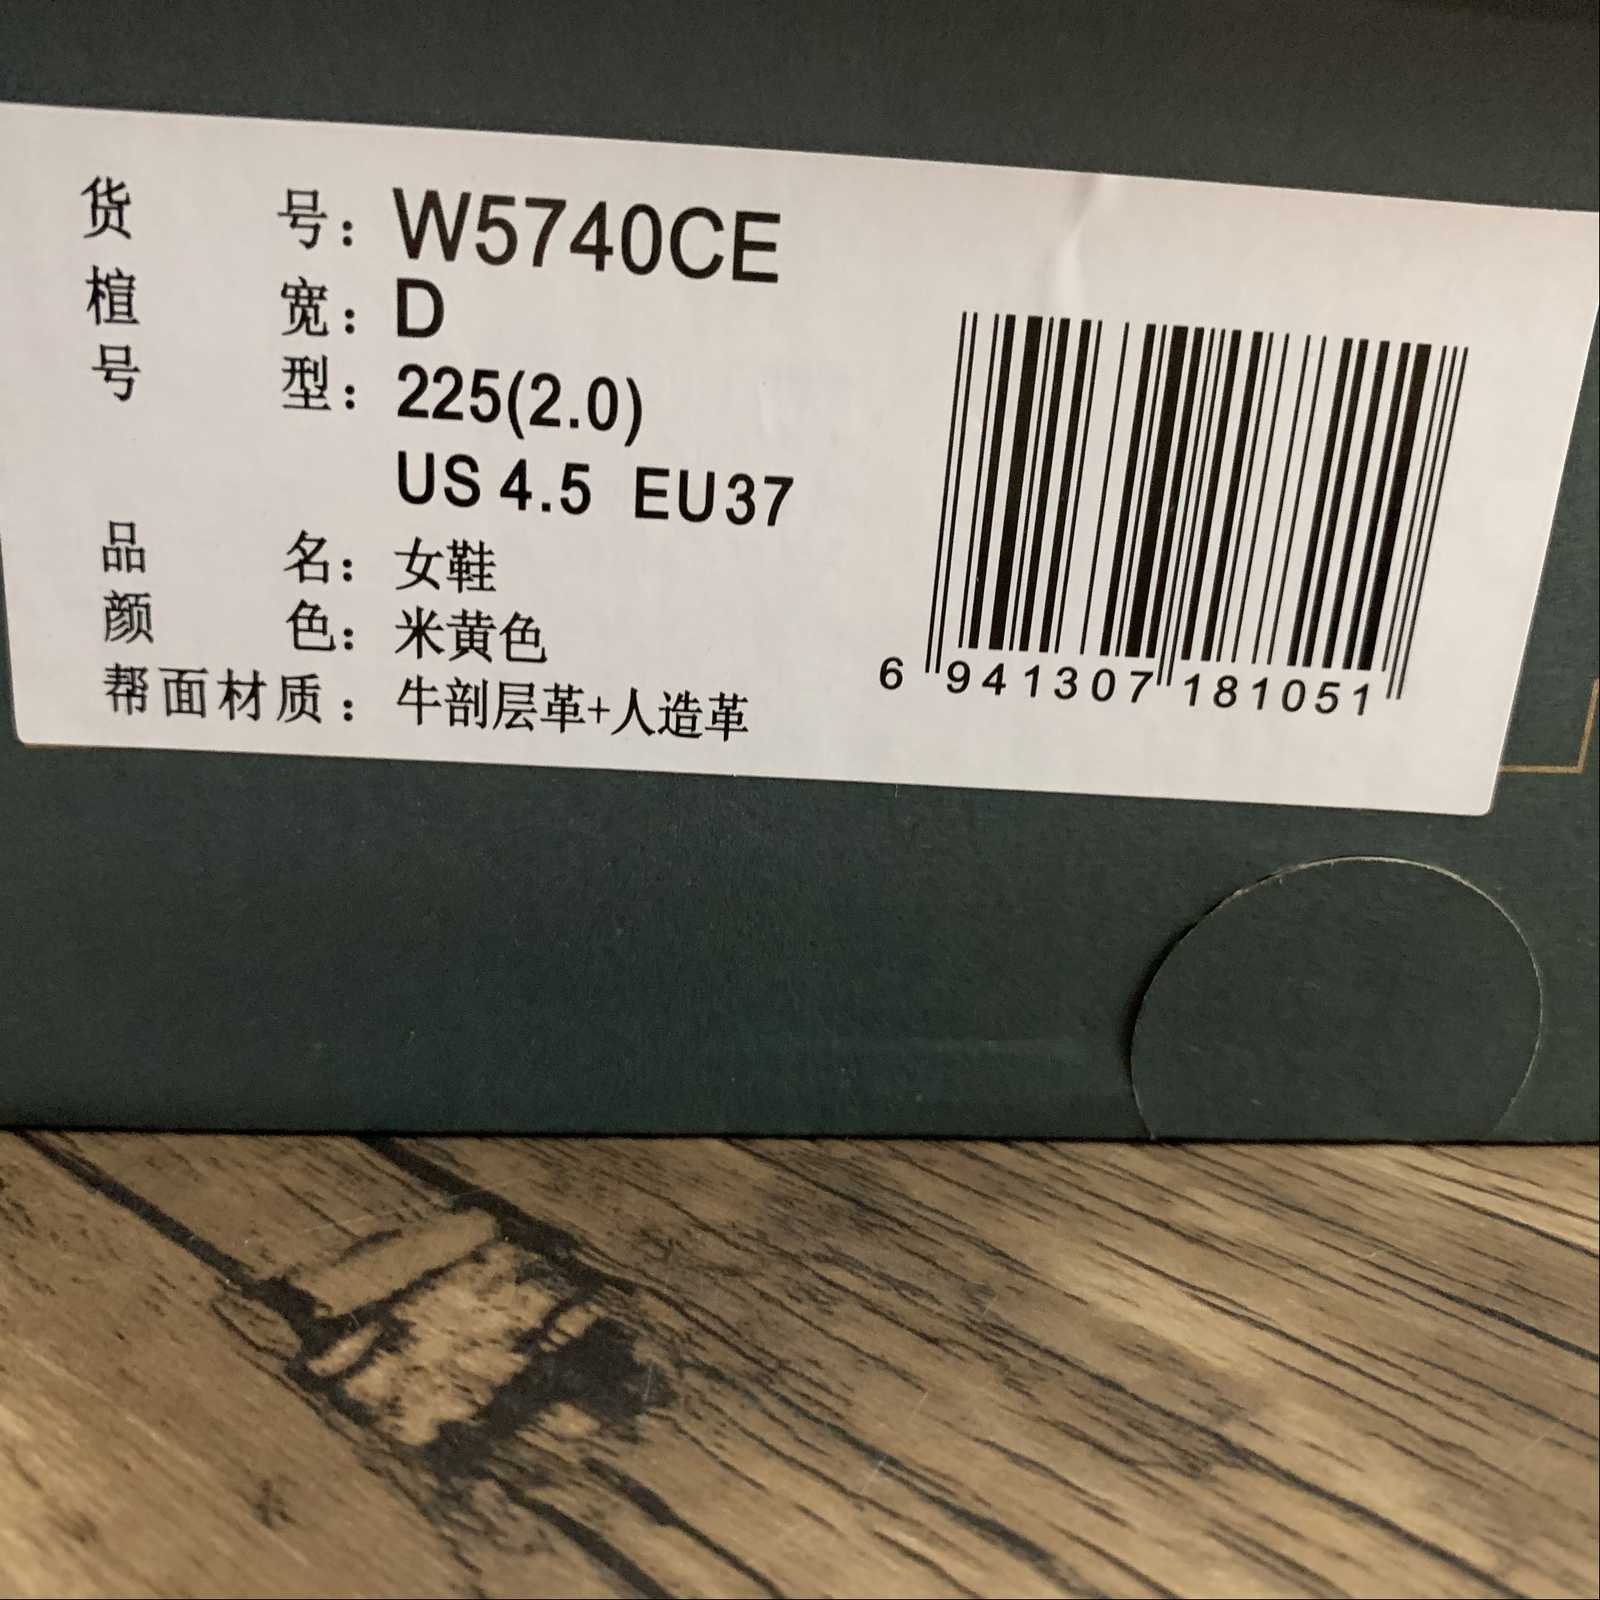 货号：W5740CE
楦宽：D
号型：225(2.0)
US 4.5 EU37
品名：女鞋
颜色：米黄色
帮面材质：牛剖层革+人造革
6 941307 181051